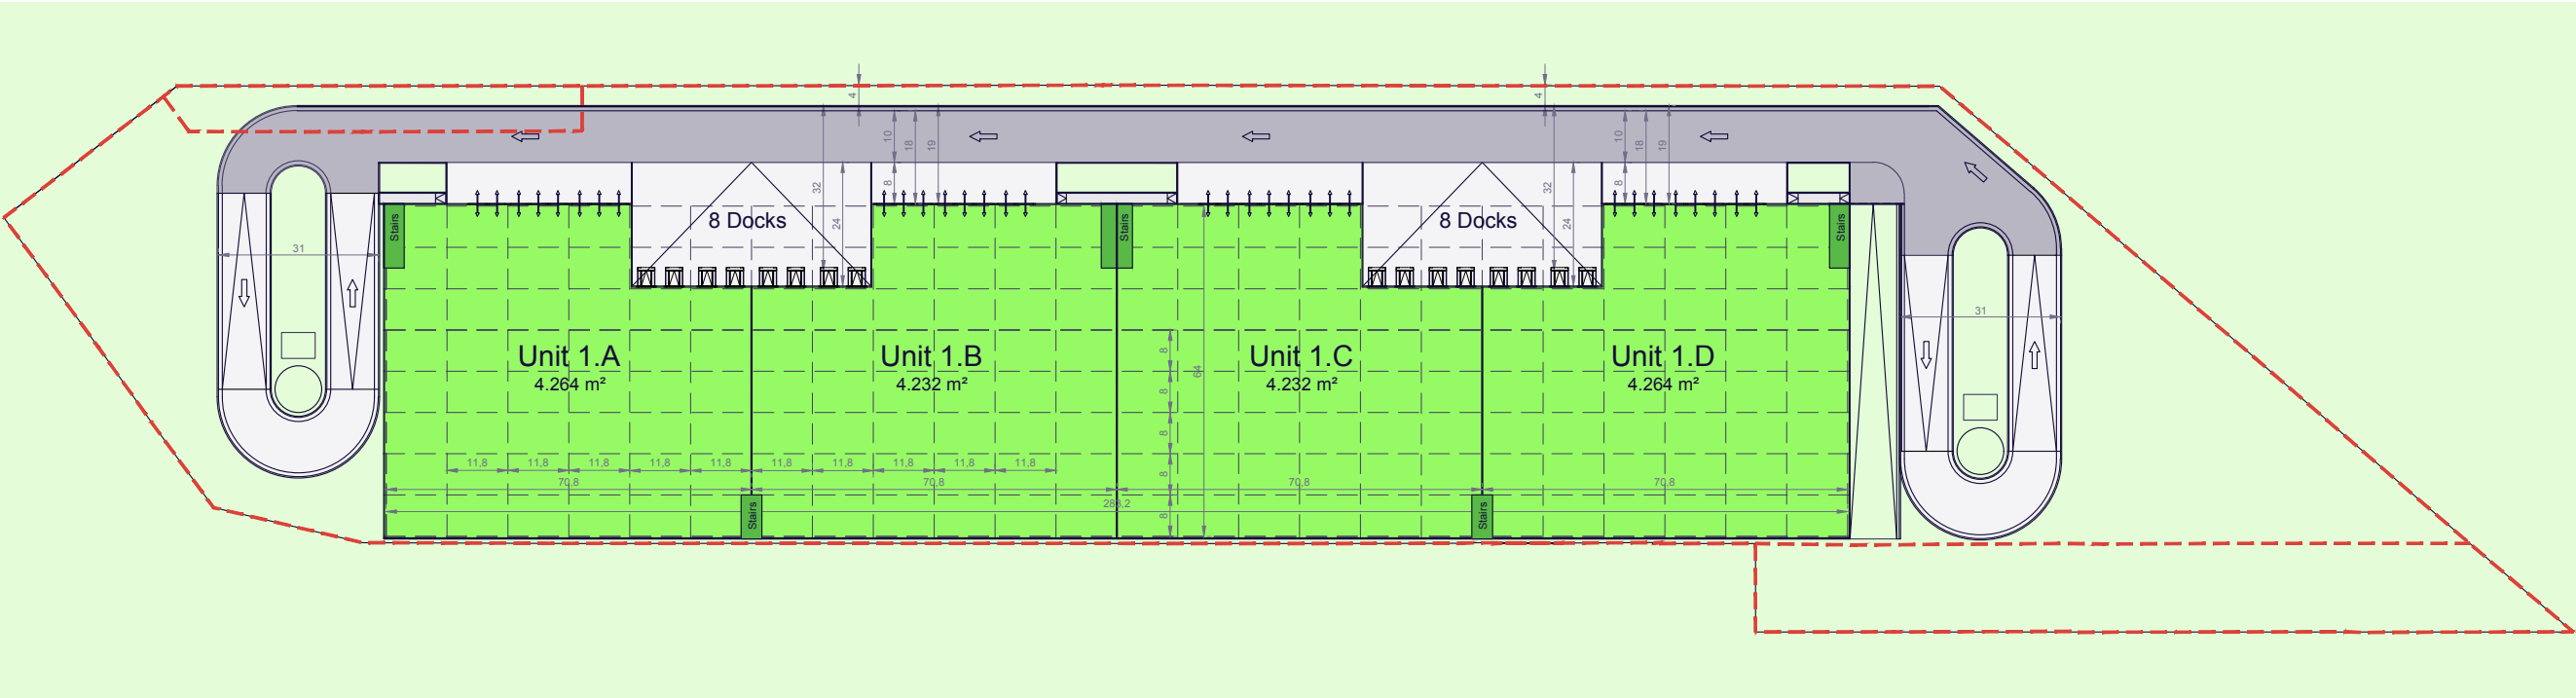 4
4
10
18
19
10
18
19
32
8
24
32
8
24
Stairs
8 Docks
Stairs
8 Docks
Stairs
31
31
Unit 1.A
4.264 m²
Unit 1.B
4.232 m²
Unit 1.C
4.232 m²
Unit 1.D
4.264 m²
8
64
8
8
8
8
11,8
11,8
11,8
11,8
11,8
11,8
11,8
11,8
11,8
11,8
70,8
70,8
70,8
70,8
Stairs
Stairs